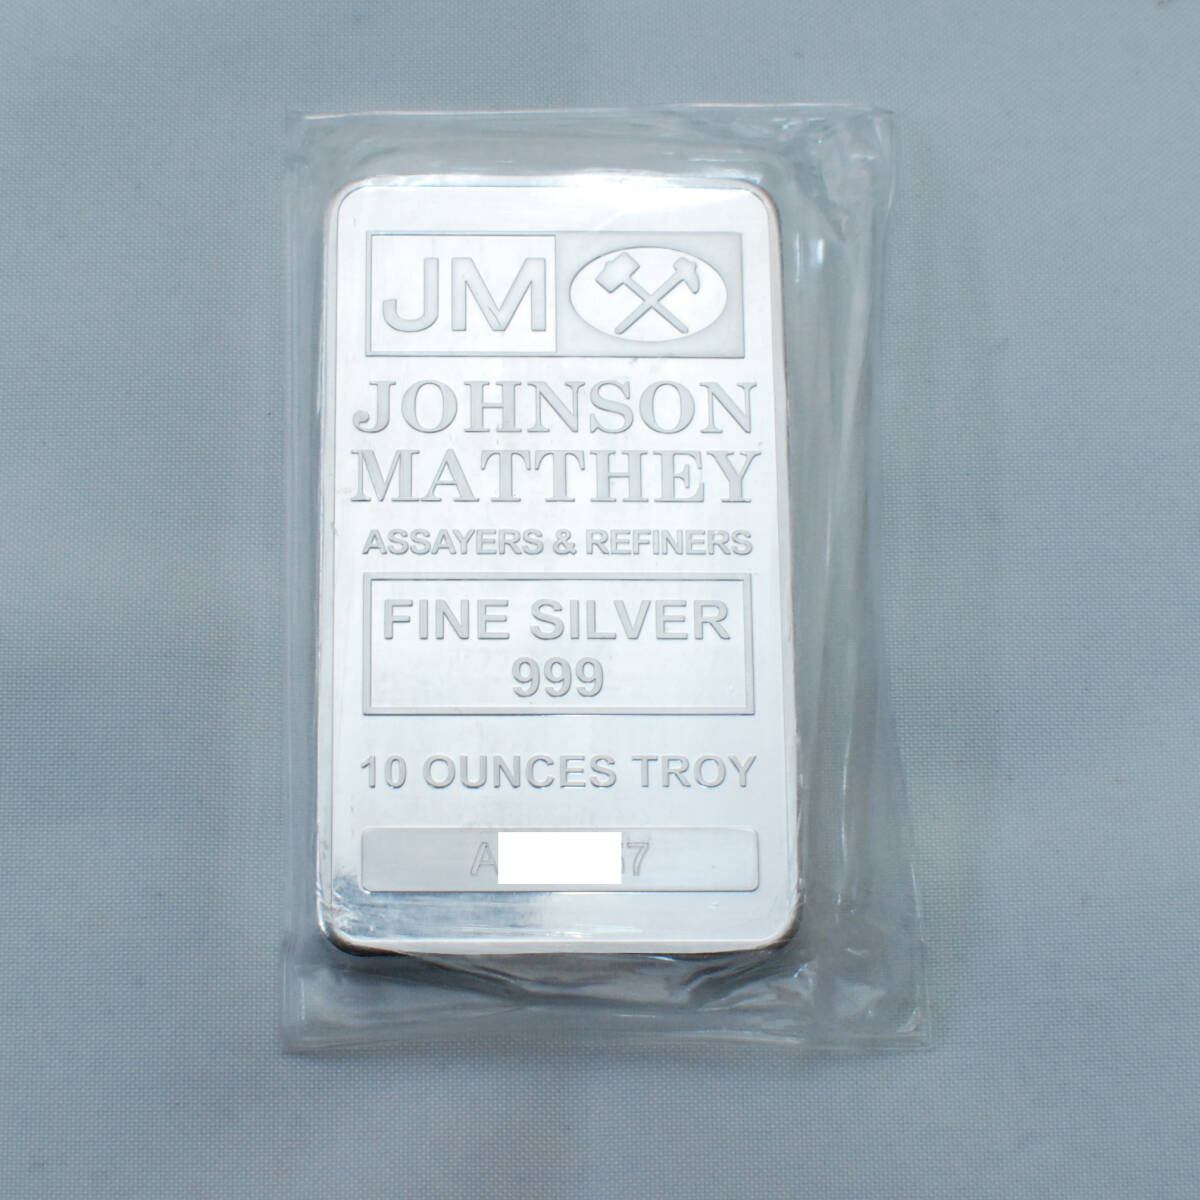 JM
JOHNSON
MATTHEY
ASSAYERS & REFINERS
FINE SILVER
999
10 OUNCES TROY